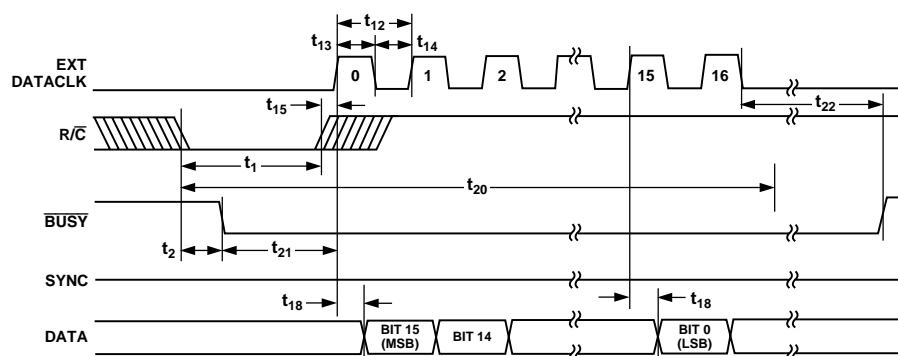 t12
t13
t14
EXT
DATACLK
0
1
2
15
16
t15
t22
R/C̅
t1
t20
B̅U̅S̅Y̅
t2
t21
SYNC
t18
t18
DATA
BIT 15
(MSB)
BIT 14
BIT 0
(LSB)